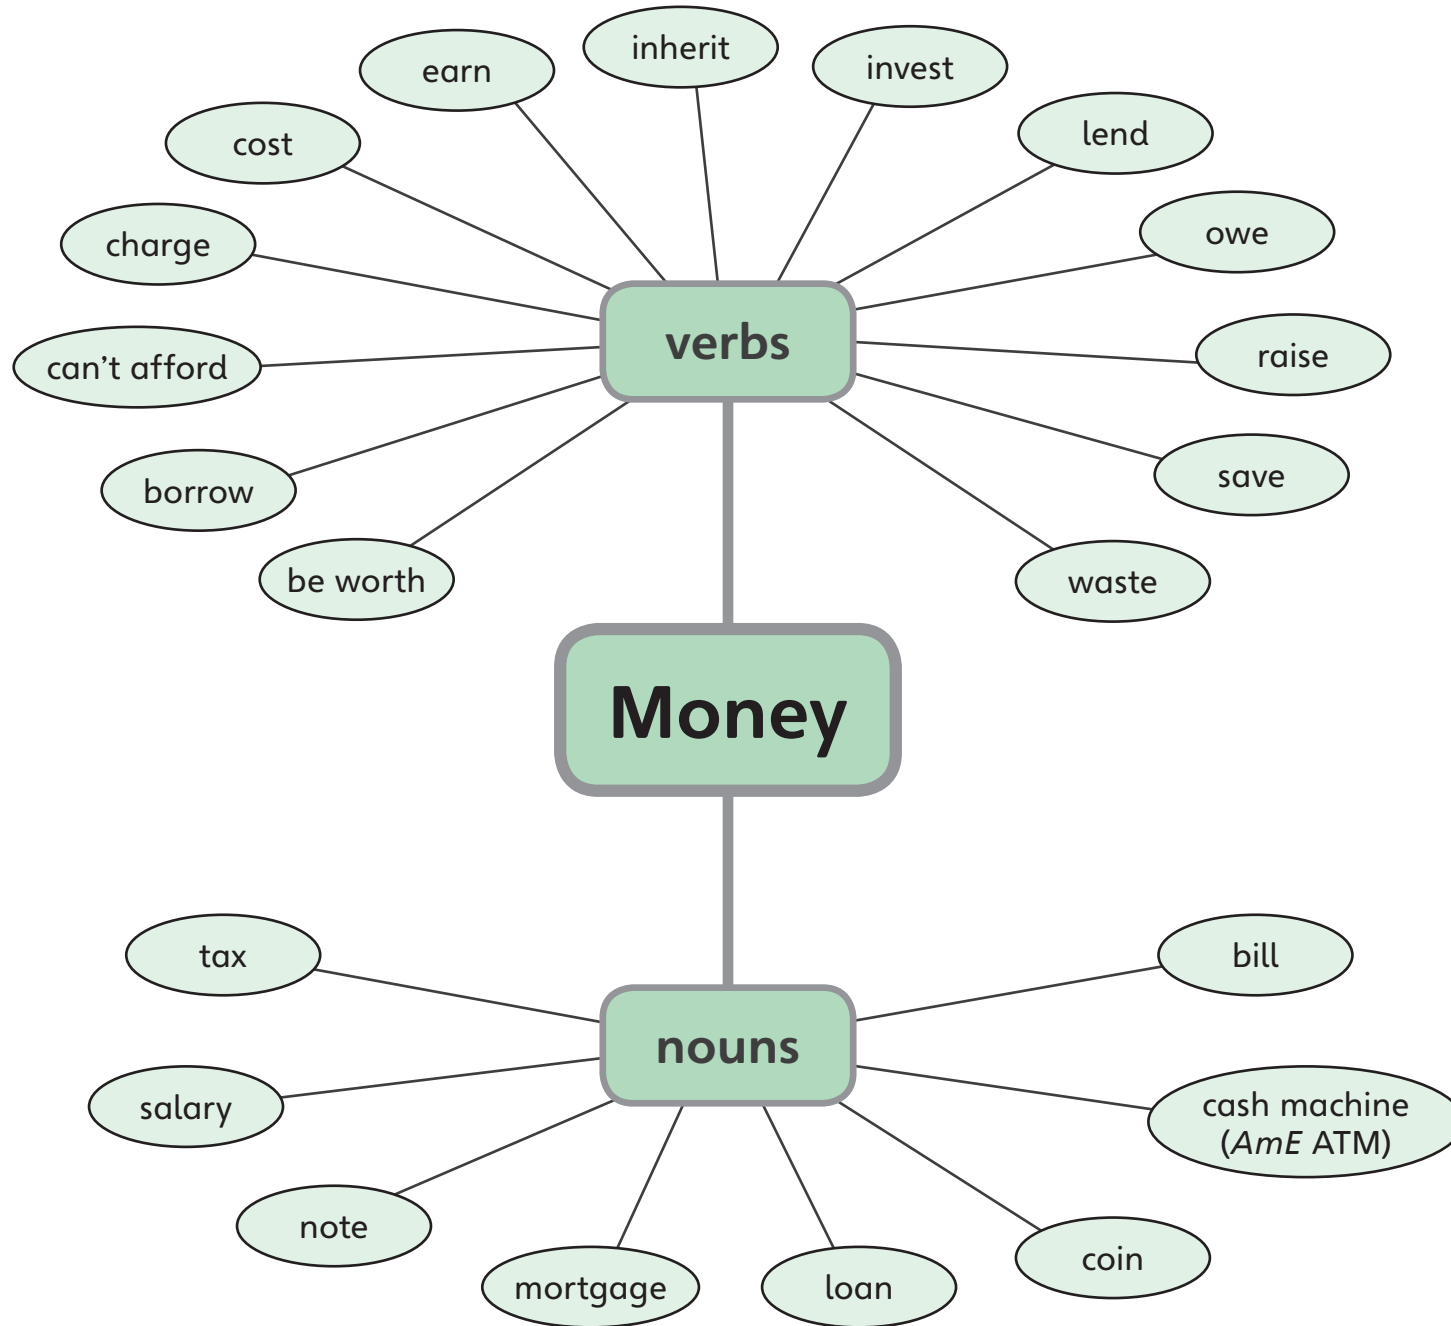 inherit
earn
invest
lend
cost
owe
charge
verbs
raise
can't afford
save
borrow
be worth
waste
Money
tax
bill
nouns
salary
cash machine
(AmE ATM)
note
coin
mortgage
loan